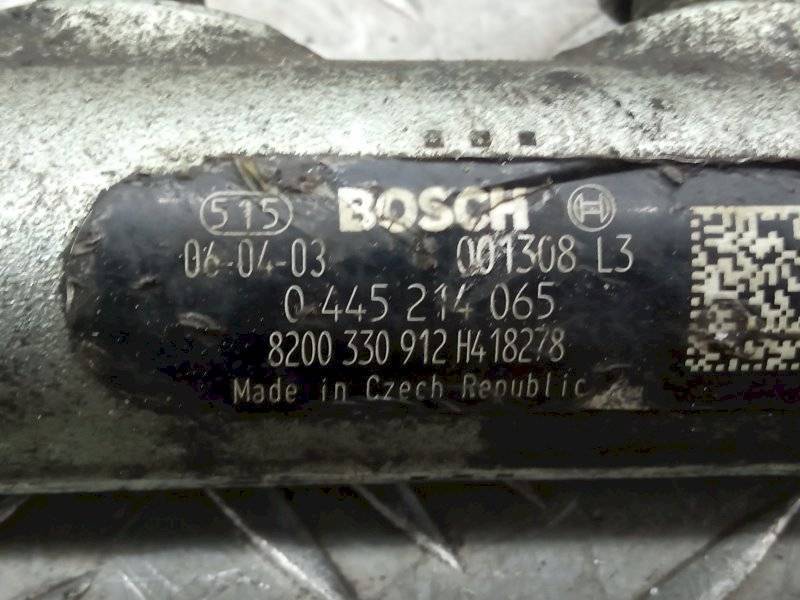 515 BOSCH
06-04-03 001308 L3
0 445 214 065
8200 330 912 H418278
Made in Czech Republic